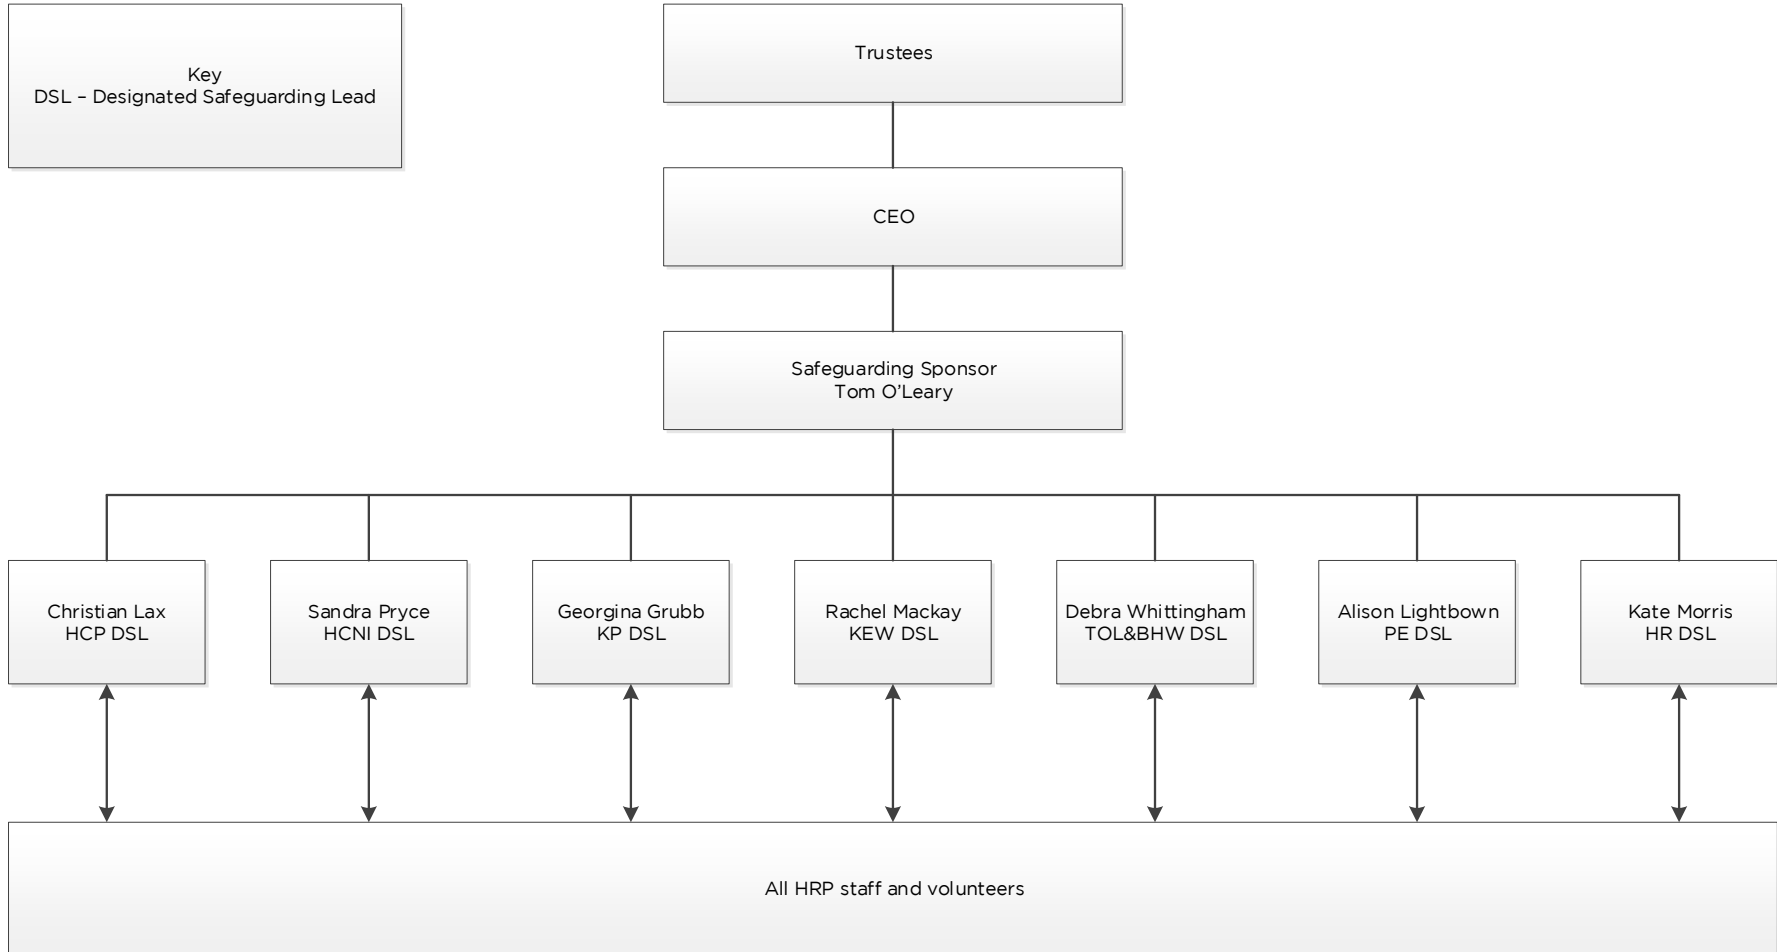 Key
DSL – Designated Safeguarding Lead
Trustees
CEO
Safeguarding Sponsor
Tom O’Leary
Christian Lax
HCP DSL
Sandra Pryce
HCNI DSL
Georgina Grubb
KP DSL
Rachel Mackay
KEW DSL
Debra Whittingham
TOL&BHW DSL
Alison Lightbown
PE DSL
Kate Morris
HR DSL
All HRP staff and volunteers